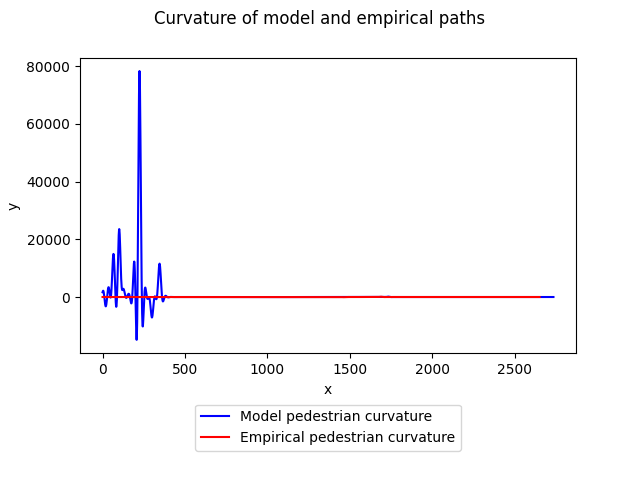 Curvature of model and empirical paths
80000
60000
40000
20000
0
y
0 500 1000 1500 2000 2500
x
Model pedestrian curvature
Empirical pedestrian curvature